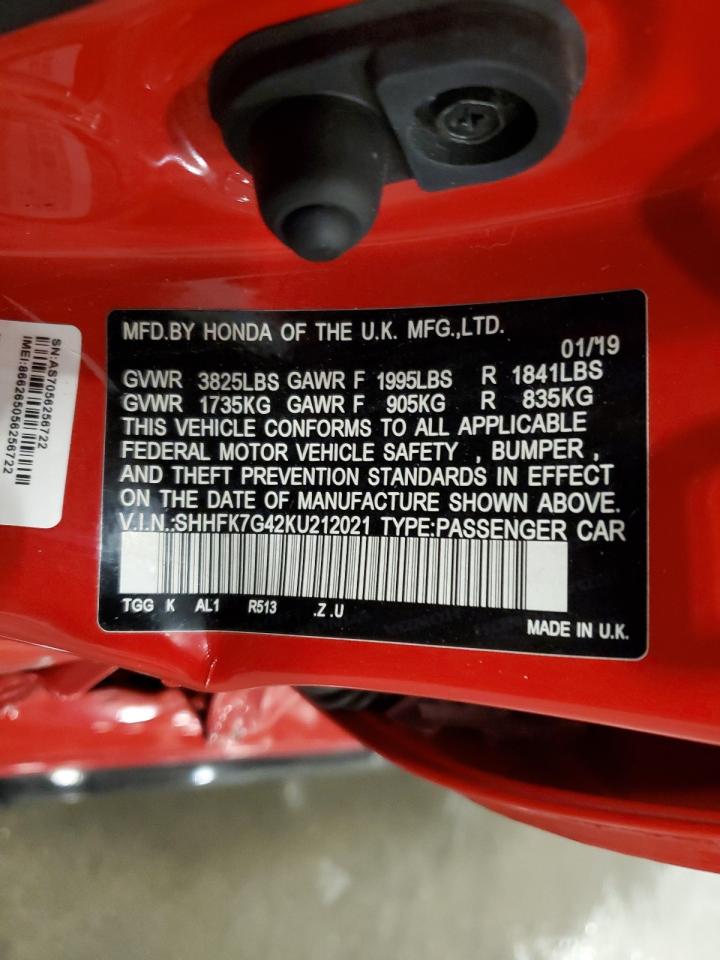 MFD.BY HONDA OF THE U.K. MFG.,LTD.
01/'19
GVWR 3825LBS GAWR F 1995LBS R 1841LBS
GVWR 1735KG GAWR F 905KG R 835KG
THIS VEHICLE CONFORMS TO ALL APPLICABLE
FEDERAL MOTOR VEHICLE SAFETY , BUMPER ,
AND THEFT PREVENTION STANDARDS IN EFFECT
ON THE DATE OF MANUFACTURE SHOWN ABOVE.
V.I.N.:SHHFK7G42KU212021 TYPE:PASSENGER CAR
TGG K AL1 R513 .Z .U
MADE IN U.K.
SN:AS7056256722
IMEI:866265056256722